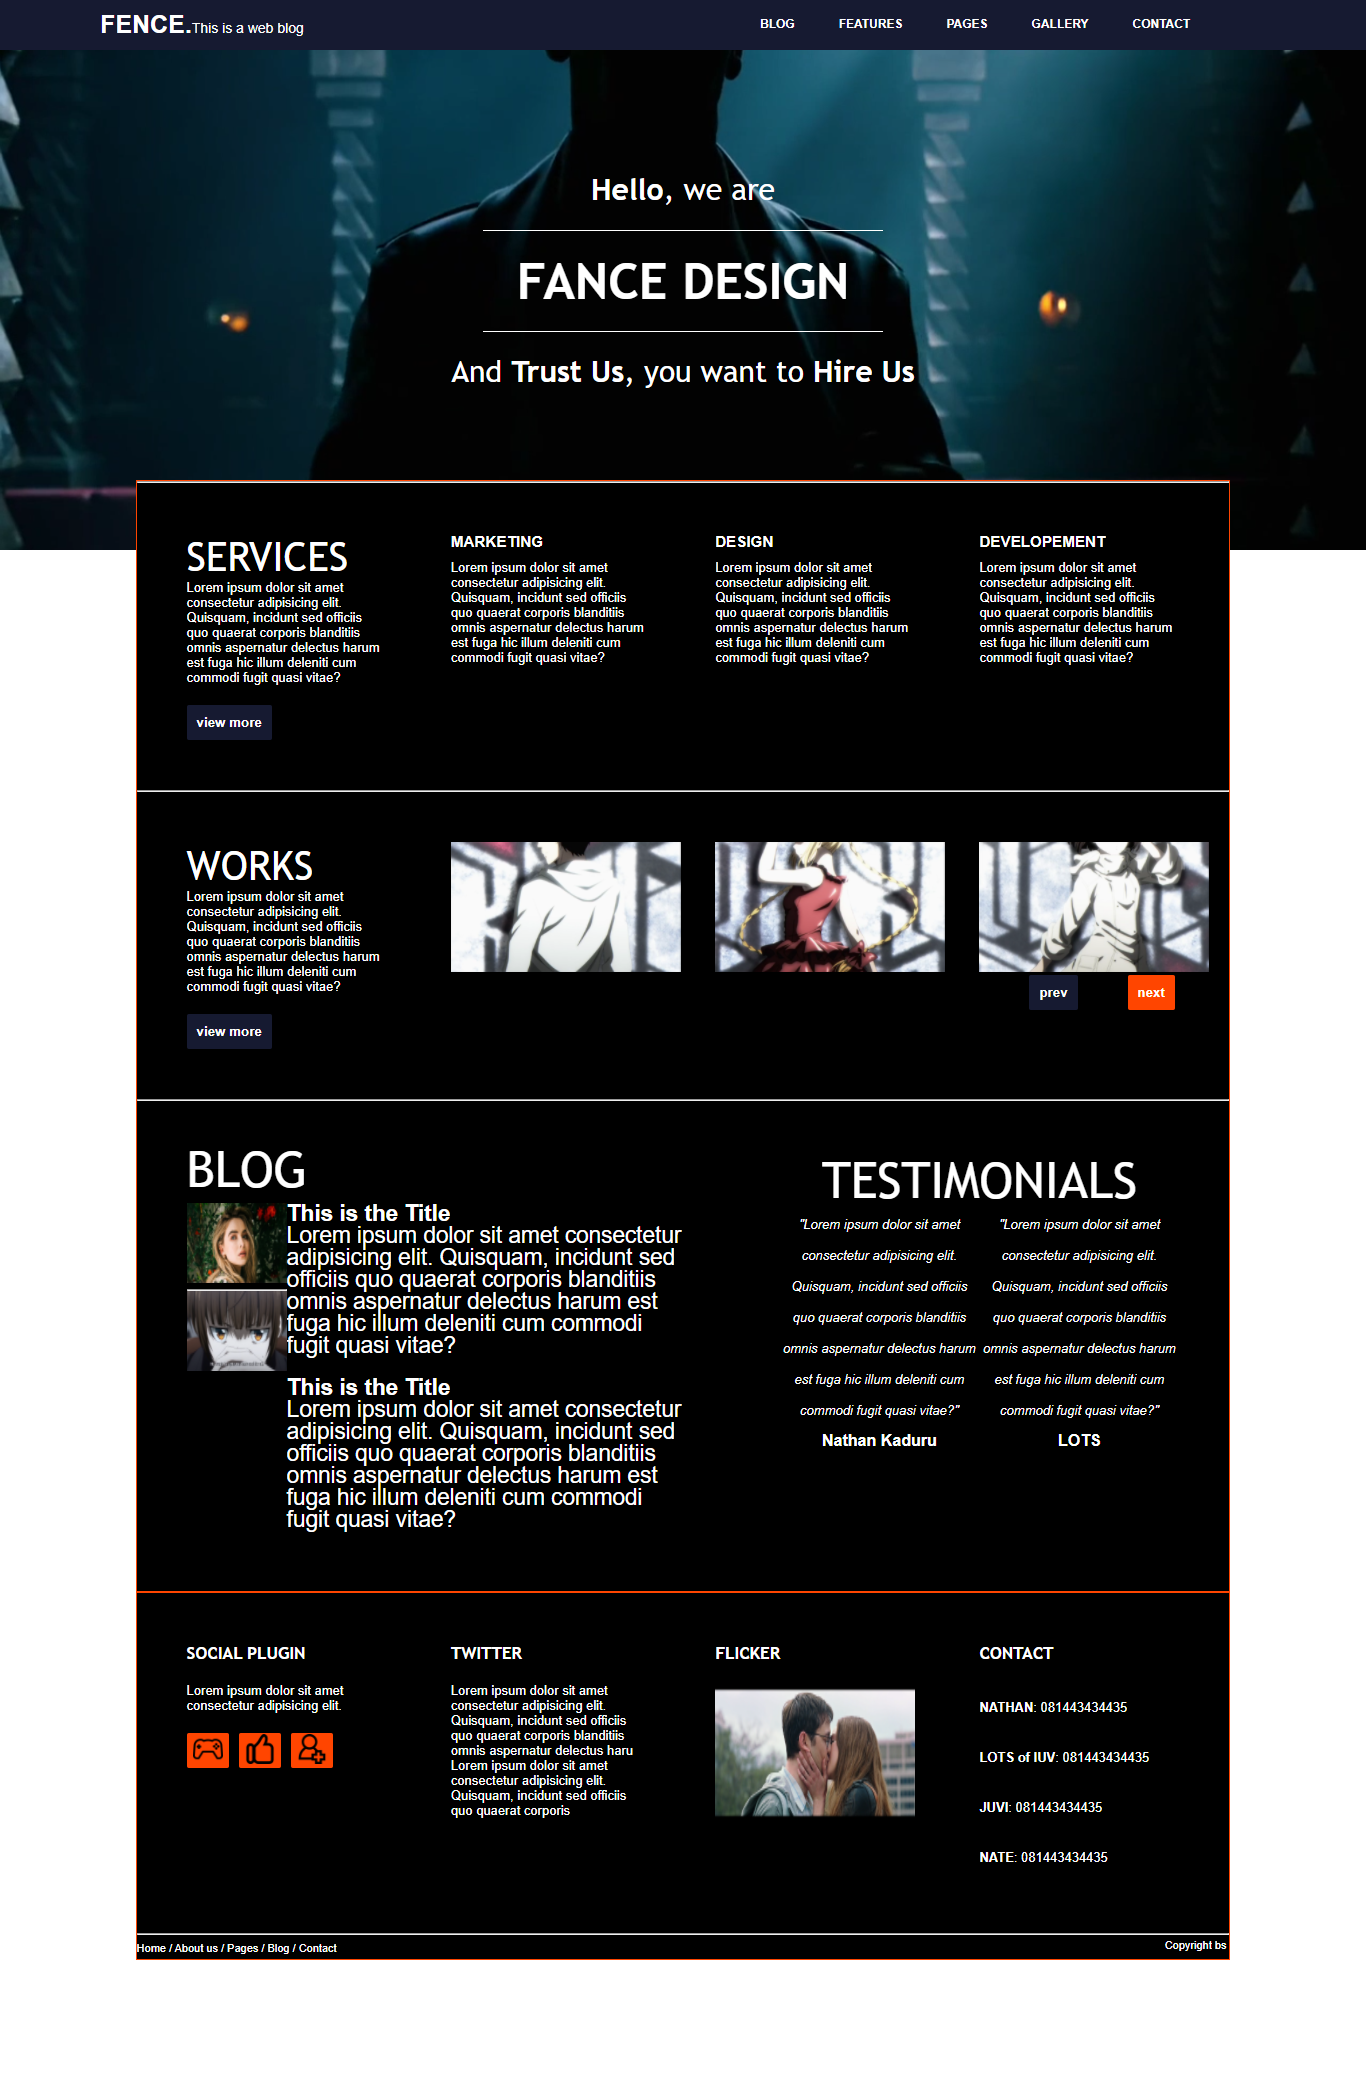 FENCE.This is a web blog
BLOG FEATURES PAGES GALLERY CONTACT
Hello, we are
FANCE DESIGN
And Trust Us, you want to Hire Us
SERVICES
Lorem ipsum dolor sit amet
consectetur adipisicing elit.
Quisquam, incidunt sed officiis
quo quaerat corporis blanditiis
omnis aspernatur delectus harum
est fuga hic illum deleniti cum
commodi fugit quasi vitae?
view more
MARKETING
Lorem ipsum dolor sit amet
consectetur adipisicing elit.
Quisquam, incidunt sed officiis
quo quaerat corporis blanditiis
omnis aspernatur delectus harum
est fuga hic illum deleniti cum
commodi fugit quasi vitae?
DESIGN
Lorem ipsum dolor sit amet
consectetur adipisicing elit.
Quisquam, incidunt sed officiis
quo quaerat corporis blanditiis
omnis aspernatur delectus harum
est fuga hic illum deleniti cum
commodi fugit quasi vitae?
DEVELOPEMENT
Lorem ipsum dolor sit amet
consectetur adipisicing elit.
Quisquam, incidunt sed officiis
quo quaerat corporis blanditiis
omnis aspernatur delectus harum
est fuga hic illum deleniti cum
commodi fugit quasi vitae?
WORKS
Lorem ipsum dolor sit amet
consectetur adipisicing elit.
Quisquam, incidunt sed officiis
quo quaerat corporis blanditiis
omnis aspernatur delectus harum
est fuga hic illum deleniti cum
commodi fugit quasi vitae?
view more
prev next
BLOG
This is the Title
Lorem ipsum dolor sit amet consectetur
adipisicing elit. Quisquam, incidunt sed
officiis quo quaerat corporis blanditiis
omnis aspernatur delectus harum est
fuga hic illum deleniti cum commodi
fugit quasi vitae?
This is the Title
Lorem ipsum dolor sit amet consectetur
adipisicing elit. Quisquam, incidunt sed
officiis quo quaerat corporis blanditiis
omnis aspernatur delectus harum est
fuga hic illum deleniti cum commodi
fugit quasi vitae?
TESTIMONIALS
"Lorem ipsum dolor sit amet
consectetur adipisicing elit.
Quisquam, incidunt sed officiis
quo quaerat corporis blanditiis
omnis aspernatur delectus harum
est fuga hic illum deleniti cum
commodi fugit quasi vitae?"
Nathan Kaduru
"Lorem ipsum dolor sit amet
consectetur adipisicing elit.
Quisquam, incidunt sed officiis
quo quaerat corporis blanditiis
omnis aspernatur delectus harum
est fuga hic illum deleniti cum
commodi fugit quasi vitae?"
LOTS
SOCIAL PLUGIN
Lorem ipsum dolor sit amet
consectetur adipisicing elit.
TWITTER
Lorem ipsum dolor sit amet
consectetur adipisicing elit.
Quisquam, incidunt sed officiis
quo quaerat corporis blanditiis
omnis aspernatur delectus haru
Lorem ipsum dolor sit amet
consectetur adipisicing elit.
Quisquam, incidunt sed officiis
quo quaerat corporis
FLICKER
CONTACT
NATHAN: 081443434435
LOTS of IUV: 081443434435
JUVI: 081443434435
NATE: 081443434435
Home / About us / Pages / Blog / Contact
Copyright bs